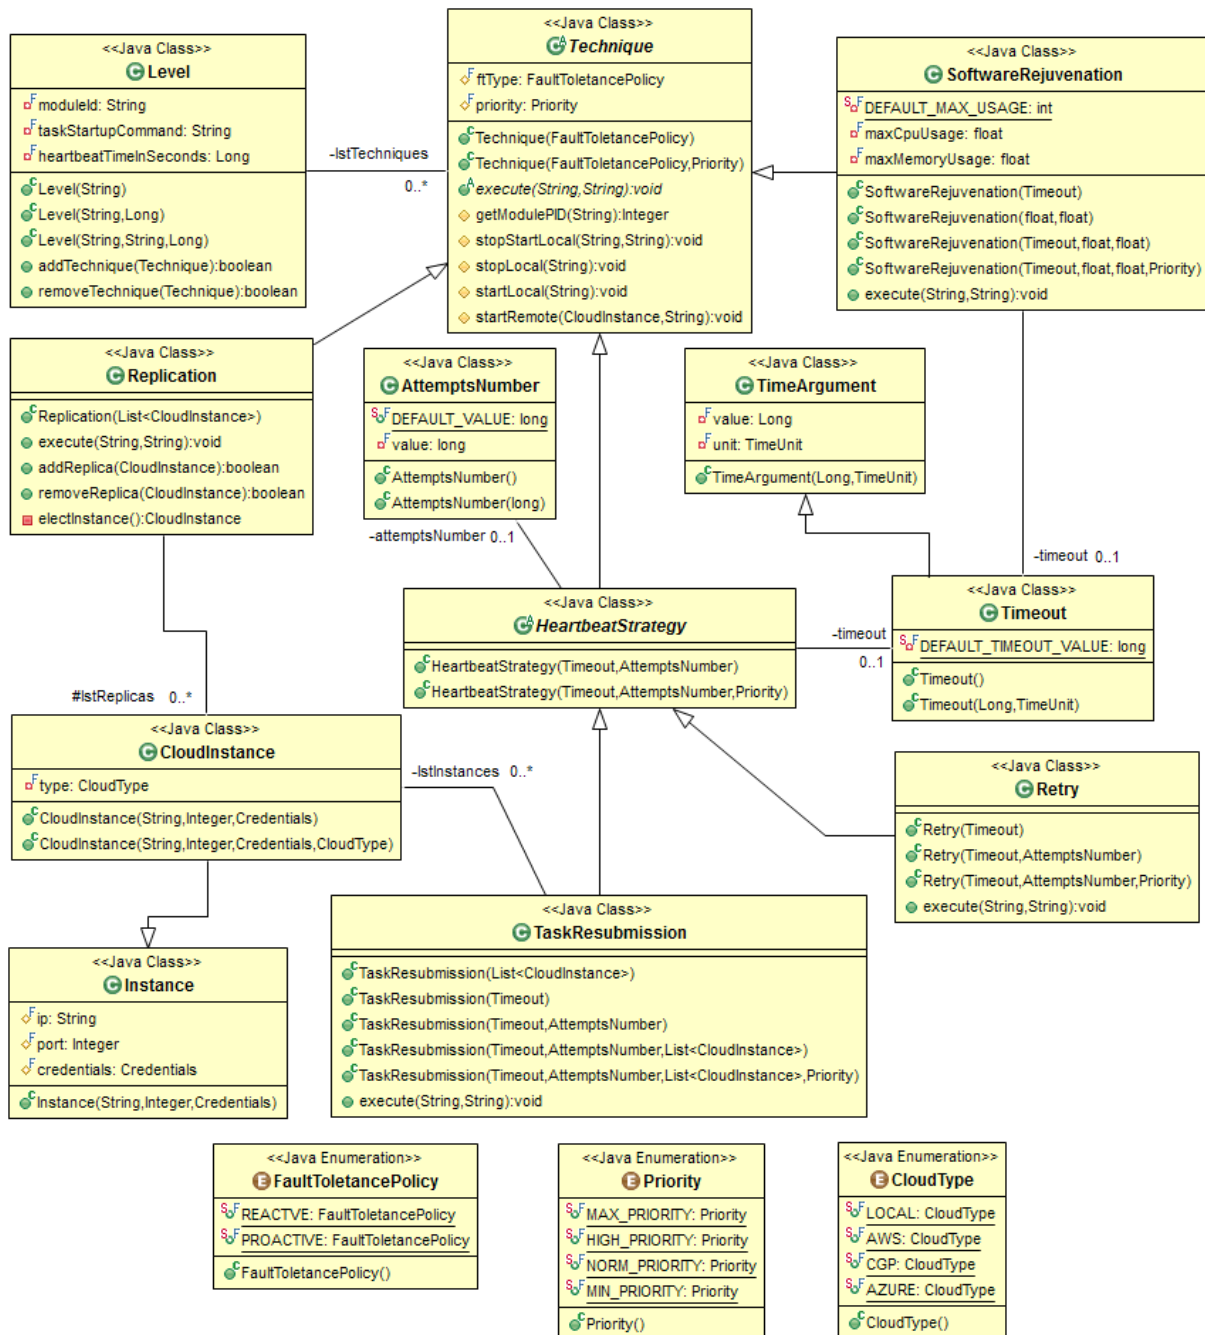 <<Java Class>>
Level
moduleId: String
taskStartupCommand: String
heartbeatTimeInSeconds: Long
Level(String)
Level(String,Long)
Level(String,String,Long)
addTechnique(Technique):boolean
removeTechnique(Technique):boolean
-lstTechniques
0..*
<<Java Class>>
Technique
ftType: FaultToletancePolicy
priority: Priority
Technique(FaultToletancePolicy)
Technique(FaultToletancePolicy,Priority)
execute(String,String):void
getModulePID(String):Integer
stopStartLocal(String,String):void
stopLocal(String):void
startLocal(String):void
startRemote(CloudInstance,String):void
<<Java Class>>
SoftwareRejuvenation
DEFAULT_MAX_USAGE: int
maxCpuUsage: float
maxMemoryUsage: float
SoftwareRejuvenation(Timeout)
SoftwareRejuvenation(float,float)
SoftwareRejuvenation(Timeout,float,float)
SoftwareRejuvenation(Timeout,float,float,Priority)
execute(String,String):void
<<Java Class>>
Replication
Replication(List<CloudInstance>)
execute(String,String):void
addReplica(CloudInstance):boolean
removeReplica(CloudInstance):boolean
electInstance():CloudInstance
<<Java Class>>
AttemptsNumber
DEFAULT_VALUE: long
value: long
AttemptsNumber()
AttemptsNumber(long)
-attemptsNumber 0..1
<<Java Class>>
TimeArgument
value: Long
unit: TimeUnit
TimeArgument(Long,TimeUnit)
-timeout 0..1
<<Java Class>>
HeartbeatStrategy
HeartbeatStrategy(Timeout,AttemptsNumber)
HeartbeatStrategy(Timeout,AttemptsNumber,Priority)
-timeout
0..1
<<Java Class>>
Timeout
DEFAULT_TIMEOUT_VALUE: long
Timeout()
Timeout(Long,TimeUnit)
#lstReplicas 0..*
<<Java Class>>
CloudInstance
type: CloudType
CloudInstance(String,Integer,Credentials)
CloudInstance(String,Integer,Credentials,CloudType)
-lstInstances 0..*
<<Java Class>>
Retry
Retry(Timeout)
Retry(Timeout,AttemptsNumber)
Retry(Timeout,AttemptsNumber,Priority)
execute(String,String):void
<<Java Class>>
Instance
ip: String
port: Integer
credentials: Credentials
Instance(String,Integer,Credentials)
<<Java Class>>
TaskResubmission
TaskResubmission(List<CloudInstance>)
TaskResubmission(Timeout)
TaskResubmission(Timeout,AttemptsNumber)
TaskResubmission(Timeout,AttemptsNumber,List<CloudInstance>)
TaskResubmission(Timeout,AttemptsNumber,List<CloudInstance>,Priority)
execute(String,String):void
<<Java Enumeration>>
FaultToletancePolicy
REACTVE: FaultToletancePolicy
PROACTIVE: FaultToletancePolicy
FaultToletancePolicy()
<<Java Enumeration>>
Priority
MAX_PRIORITY: Priority
HIGH_PRIORITY: Priority
NORM_PRIORITY: Priority
MIN_PRIORITY: Priority
Priority()
<<Java Enumeration>>
CloudType
LOCAL: CloudType
AWS: CloudType
CGP: CloudType
AZURE: CloudType
CloudType()